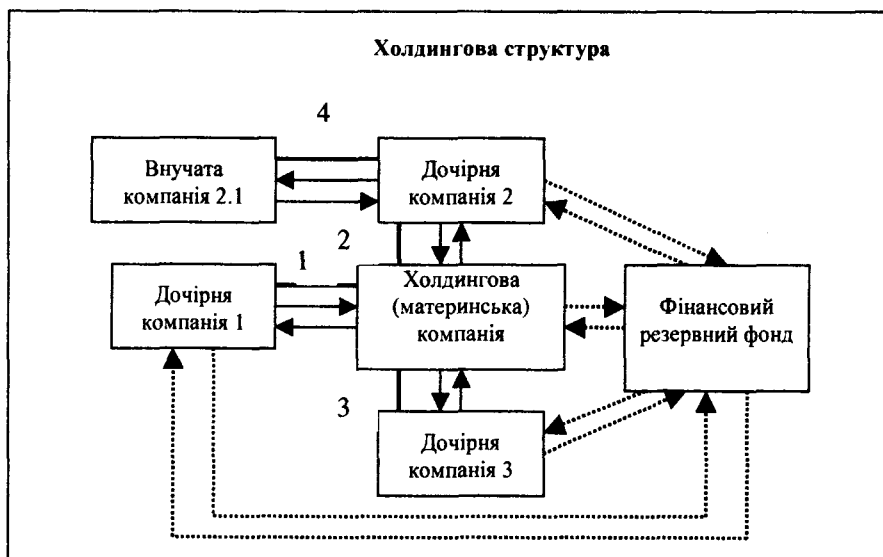 Холдингова структура
4
Внучата
компанія 2.1
Дочірня
компанія 2
1
2
Дочірня
компанія 1
Холдингова
(материнська)
компанія
Фінансовий
резервний фонд
3
Дочірня
компанія 3